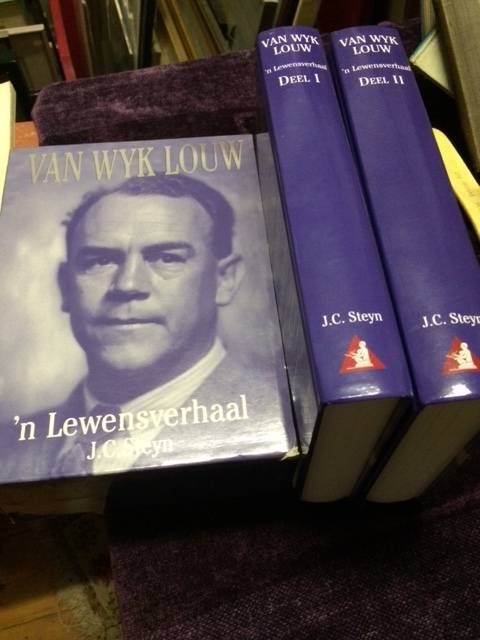 VAN WYK LOUW
'n Lewensverhaal
J.C. Steyn
VAN WYK
LOUW
'n Lewensverhaal
DEEL I
J.C. Steyn
VAN WYK
LOUW
'n Lewensverhaal
DEEL II
J.C. Steyn